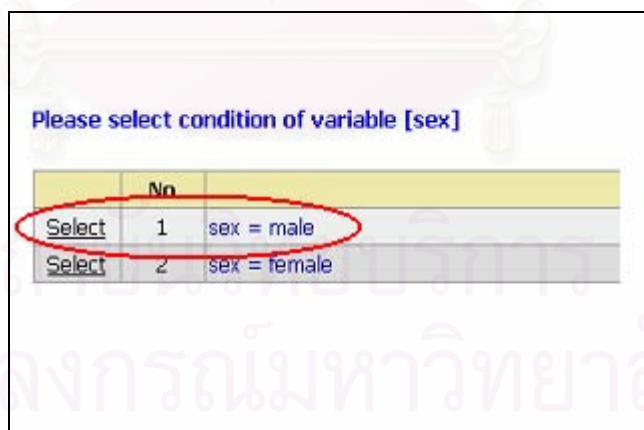 Please select condition of variable [sex]
No
Select 1 sex = male
Select 2 sex = female